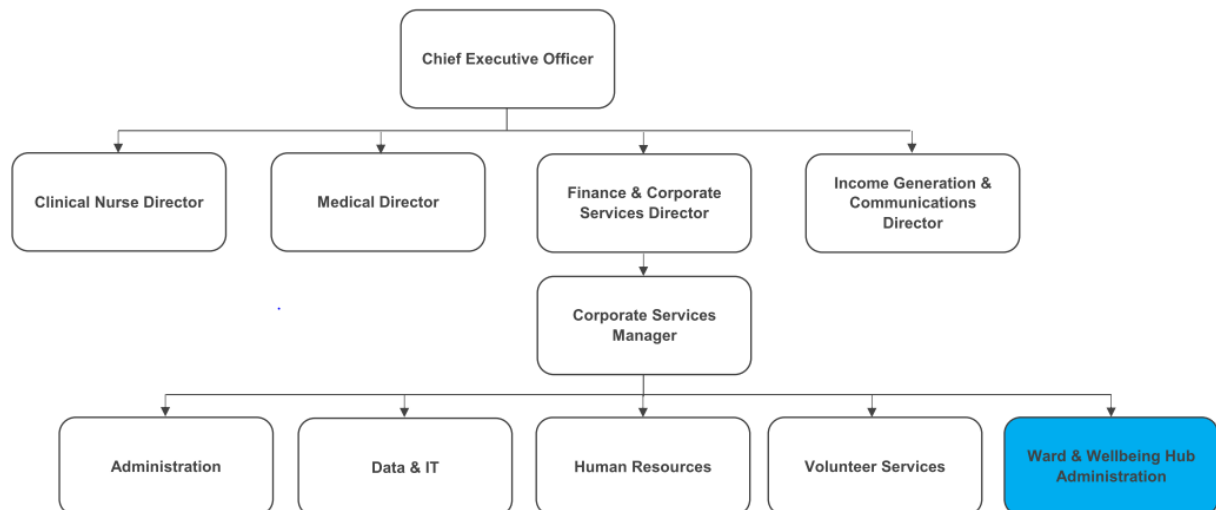 Chief Executive Officer
Clinical Nurse Director
Medical Director
Finance & Corporate
Services Director
Income Generation &
Communications
Director
Corporate Services
Manager
Administration
Data & IT
Human Resources
Volunteer Services
Ward & Wellbeing Hub
Administration